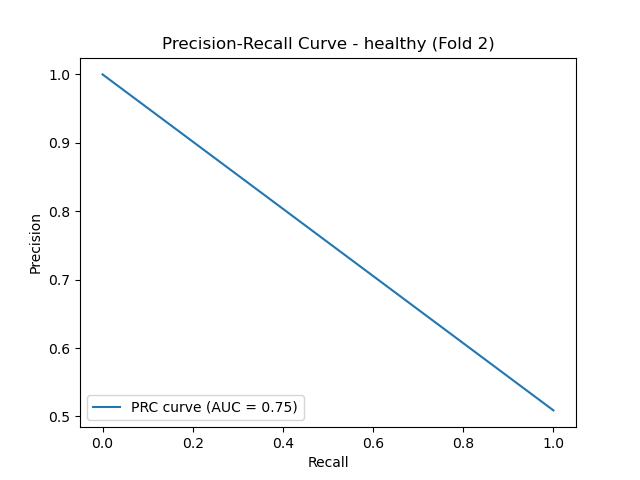 Precision-Recall Curve - healthy (Fold 2)
1.0
0.9
0.8
0.7
0.6
0.5
Precision
PRC curve (AUC = 0.75)
0.0 0.2 0.4 0.6 0.8 1.0
Recall